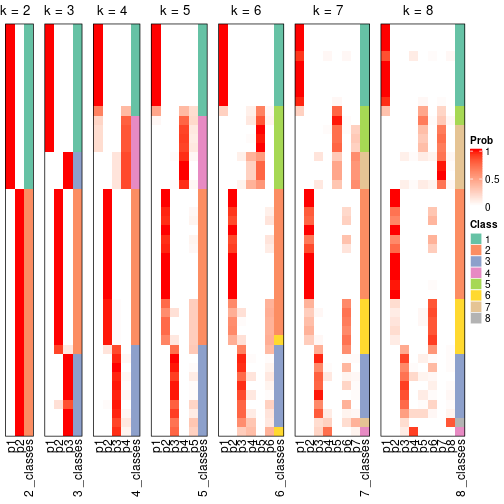 k = 2 k = 3 k = 4 k = 5 k = 6 k = 7 k = 8
Prob
1
0.5
0
Class
1
2
3
4
5
6
7
8
p1 p2 2_classes
p1 p2 p3 3_classes
p1 p2 p3 p4 4_classes
p1 p2 p3 p4 p5 5_classes
p1 p2 p3 p4 p5 p6 6_classes
p1 p2 p3 p4 p5 p6 p7 7_classes
p1 p2 p3 p4 p5 p6 p7 p8 8_classes